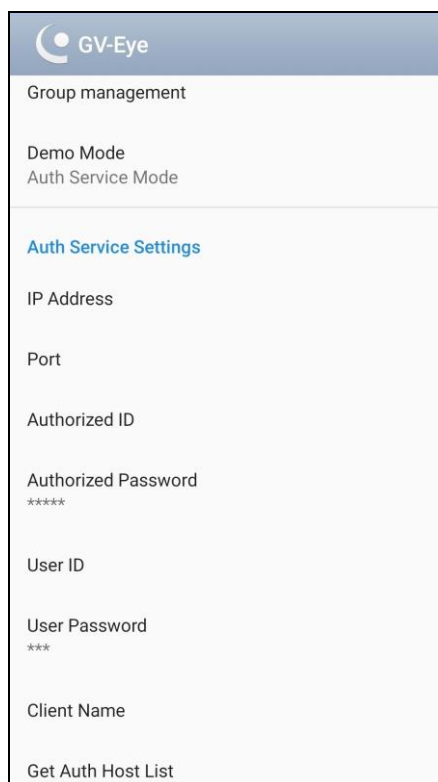 GV-Eye
Group management
Demo Mode
Auth Service Mode
Auth Service Settings
IP Address
Port
Authorized ID
Authorized Password
*****
User ID
User Password
***
Client Name
Get Auth Host List